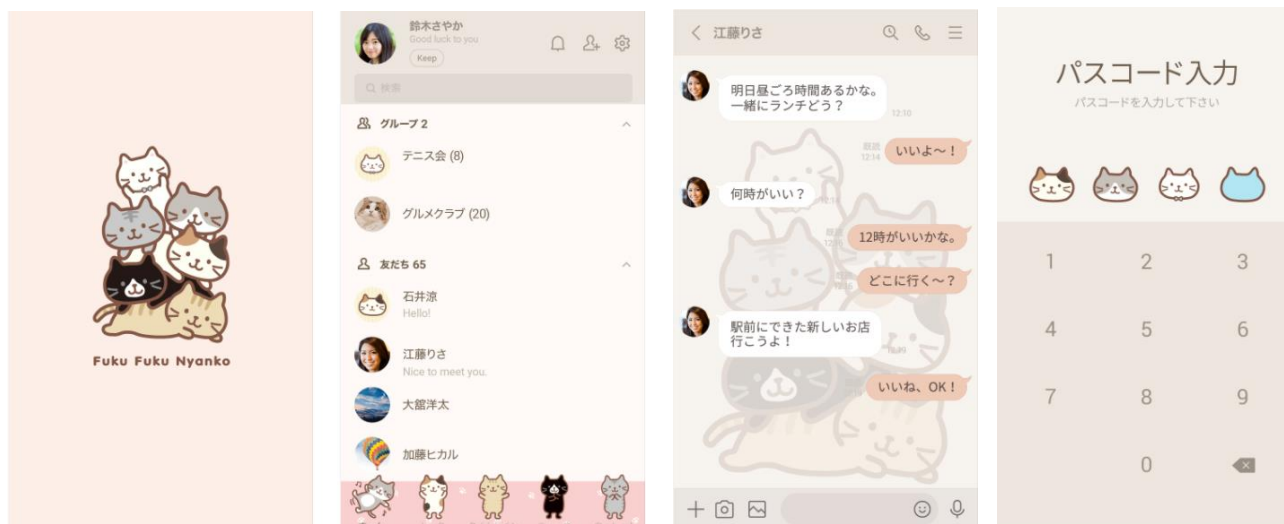 Fuku Fuku Nyanko
鈴木さやか
Good luck to you
Keep
検索
グループ 2
テニス会 (8)
グルメクラブ (20)
友だち 65
石井涼
Hello!
江藤りさ
Nice to meet you.
大舘洋太
加藤ヒカル
江藤りさ
明日昼ごろ時間あるかな。
一緒にランチどう？
12:10
既読
12:14
いいよ～！
何時がいい？
12:14
既読
12業がいいかな。
どこに行く～？
駅前にできた新しいお店
行こうよ！
いいね、OK！
パスコード入力
パスコードを入力して下さい
1 2 3
4 5 6
7 8 9
0